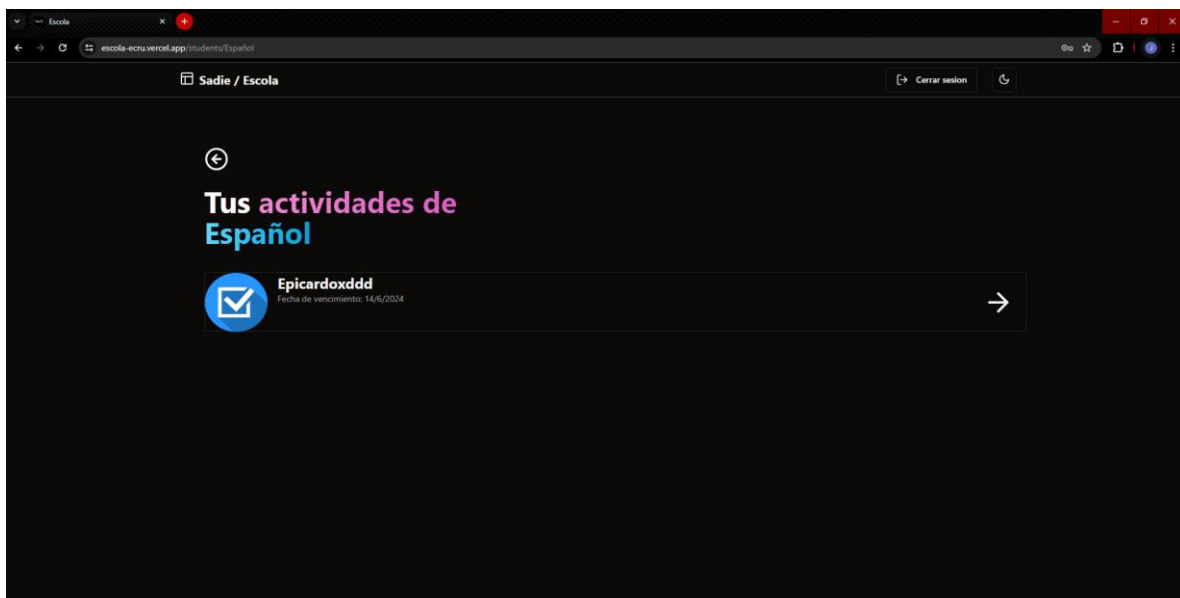 Escola
escola-ecru.vercel.app/students/Español
Sadie / Escola
Cerrar sesion
Tus actividades de
Español
Epicardoxddd
Fecha de vencimiento: 14/6/2024